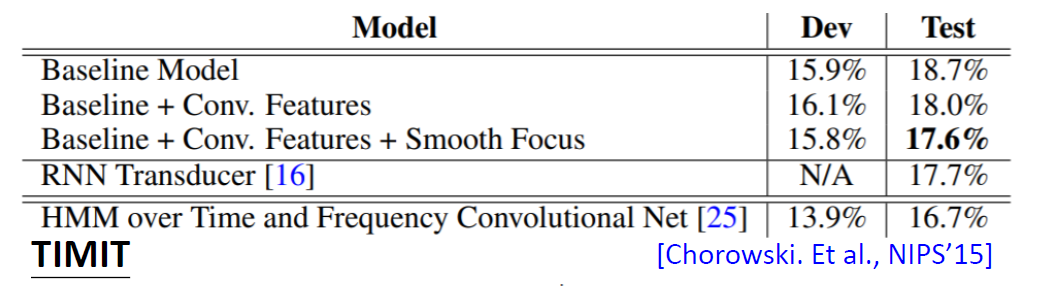 Model Dev Test
Baseline Model 15.9% 18.7%
Baseline + Conv. Features 16.1% 18.0%
Baseline + Conv. Features + Smooth Focus 15.8% 17.6%
RNN Transducer [16] N/A 17.7%
HMM over Time and Frequency Convolutional Net [25] 13.9% 16.7%
TIMIT [Chorowski. Et al., NIPS’15]